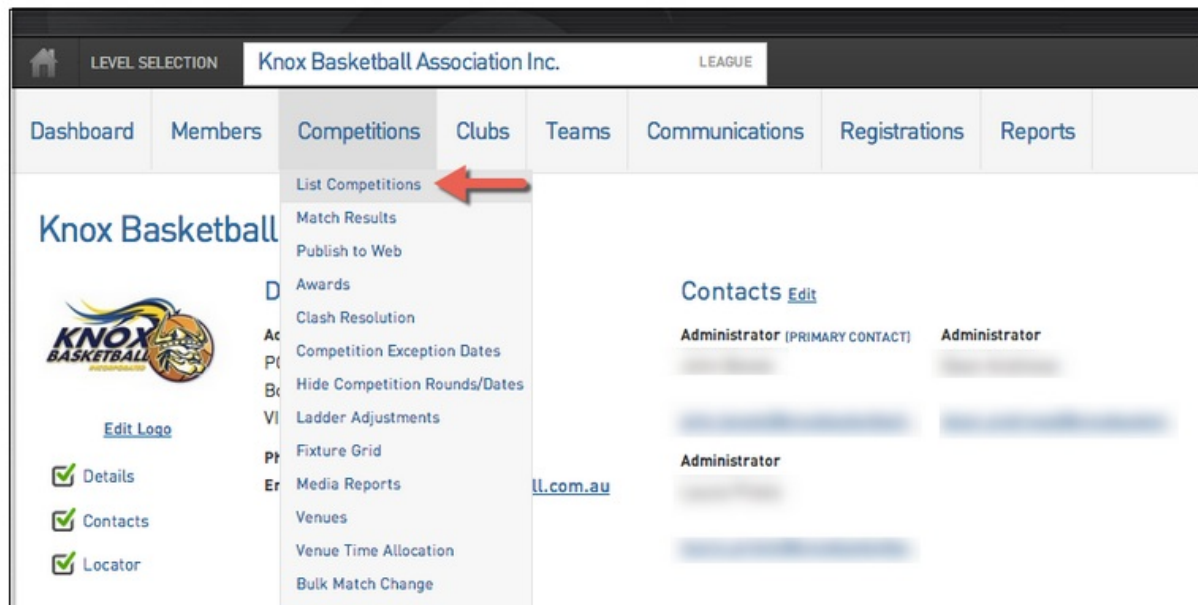 LEVEL SELECTION Knox Basketball Association Inc. LEAGUE
Dashboard Members Competitions Clubs Teams Communications Registrations Reports
List Competitions
Match Results
Publish to Web
Awards
Clash Resolution
Competition Exception Dates
Hide Competition Rounds/Dates
Ladder Adjustments
Fixture Grid
Media Reports
Venues
Venue Time Allocation
Bulk Match Change
Knox Basketball
KNOX
BASKETBALL
INCORPORATED
Edit Logo
Details
Contacts
Locator
ll.com.au
Contacts Edit
Administrator (PRIMARY CONTACT) Administrator
Administrator